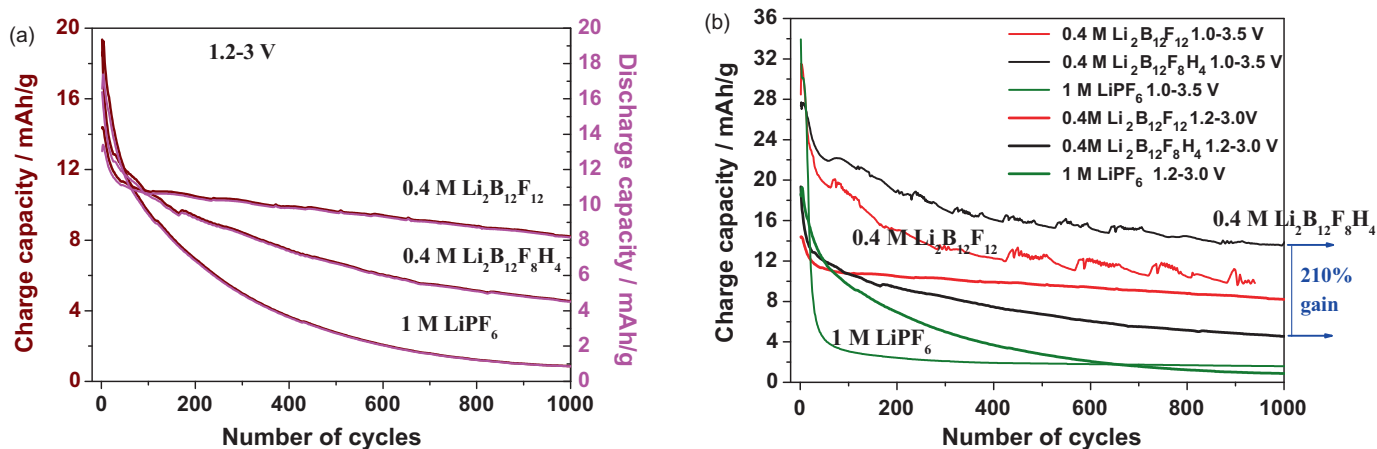 (a)
1.2-3 V
Charge capacity / mAh/g
Discharge capacity / mAh/g
20
16
12
8
4
0
20
18
16
14
12
10
8
6
4
2
0
0.4 M Li₂B₁₂F₁₂
0.4 M Li₂B₁₂F₈H₄
1 M LiPF₆
0 200 400 600 800 1000
Number of cycles
(b)
Charge capacity / mAh/g
36
32
28
24
20
16
12
8
4
0
0.4 M Li₂B₁₂F₁₂ 1.0-3.5 V
0.4 M Li₂B₁₂F₈H₄ 1.0-3.5 V
1 M LiPF₆ 1.0-3.5 V
0.4M Li₂B₁₂F₁₂ 1.2-3.0V
0.4M Li₂B₁₂F₈H₄ 1.2-3.0 V
1 M LiPF₆ 1.2-3.0 V
0.4 M Li₂B₁₂F₁₂
0.4 M Li₂B₁₂F₈H₄
210%
gain
1 M LiPF₆
0 200 400 600 800 1000
Number of cycles